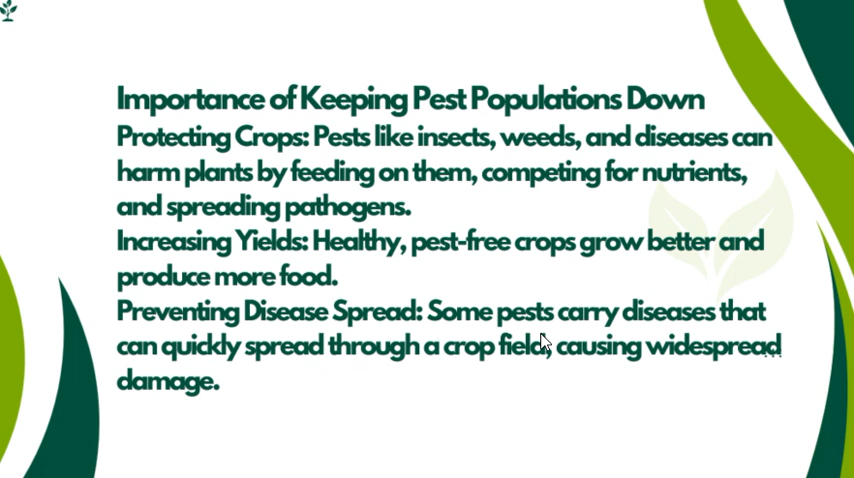 Importance of Keeping Pest Populations Down
Protecting Crops: Pests like insects, weeds, and diseases can
harm plants by feeding on them, competing for nutrients,
and spreading pathogens.
Increasing Yields: Healthy, pest-free crops grow better and
produce more food.
Preventing Disease Spread: Some pests carry diseases that
can quickly spread through a crop field, causing widespread
damage.